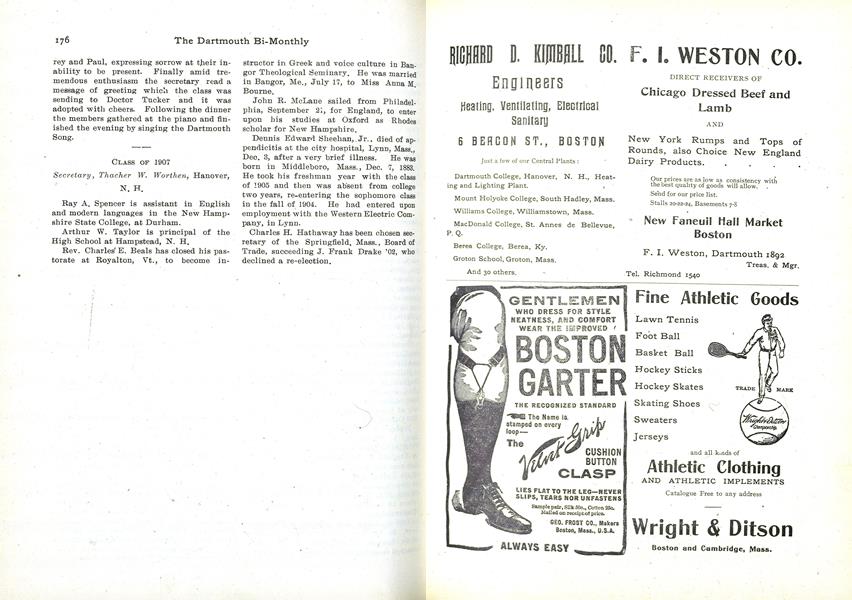 176
The Dartmouth Bi-Monthly
rey and Paul, expressing sorrow at their in-
ability to be present. Finally amid tre-
mendous enthusiasm the secretary read a
message of greeting which the class was
sending to Doctor Tucker and it was
adopted with cheers. Following the dinner
the members gathered at the piano and fin-
ished the evening by singing the Dartmouth
Song.
CLASS OF 1907
Secretary, Thacher W. Worthen, Hanover,
N. H.
Ray A. Spencer is assistant in English
and modern languages in the New Hamp-
shire State College, at Durham.
Arthur W. Taylor is principal of the
High School at Hampstead, N. H.
Rev. Charles E. Beals has closed his pas-
torate at Royalton, Vt., to become in-
structor in Greek and voice culture in Ban-
gor Theological Seminary. He was married
in Bangor, Me., July 17, to Miss Anna M.
Bourne.
John R. McLane sailed from Philadel-
phia, September 21, for England, to enter
upon his studies at Oxford as Rhodes
scholar for New Hampshire.
Dennis Edward Sheehan, Jr., died of ap-
pendicitis at the city hospital, Lynn, Mass.,
Dec. 3, after a very brief illness. He was
born in Middleboro, Mass., Dec. 7, 1883.
He took his freshman year with the class
of 1905 and then was absent from college
two years, re-entering the sophomore class
in the fall of 1904. He had entered upon
employment with the Western Electric Com-
pany, in Lynn.
Charles H. Hathaway has been chosen sec-
retary of the Springfield, Mass., Board of
Trade, succeeding J. Frank Drake '02, who
declined a re-election.
RICHARD D. KIMBALL CO.
Engineers
Heating, Ventilating, Electrical
Sanitary
6 BEACON ST., BOSTON
Just a few of our Central Plants:
Dartmouth College, Hanover, N. H., Heat-
ing and Lighting Plant.
Mount Holyoke College, South Hadley, Mass.
Williams College, Williamstown, Mass.
MacDonald College, St. Annes de Bellevue,
P. Q.
Berea College, Berea, Ky.
Groton School, Groton, Mass.
And 30 others.
F. I. WESTON CO.
DIRECT RECEIVERS OF
Chicago Dressed Beef and
Lamb
AND
New York Rumps and Tops of
Rounds, also Choice New England
Dairy Products. . . .
Our prices are as low as consistency with
the best quality of goods will allow.
Send for our price list.
Stalls 20-22-24, Basements 7-8
New Faneuil Hall Market
Boston
F. I. Weston, Dartmouth 1892
Treas. & Mgr.
Tel. Richmond 1540
GENTLEMEN
WHO DRESS FOR STYLE
NEATNESS, AND COMFORT
WEAR THE IMPROVED
BOSTON
GARTER
THE RECOGNIZED STANDARD
The Name is
stamped on every
loop—
The
Velvet Grip
CUSHION
BUTTON
CLASP
LIES FLAT TO THE LEG—NEVER
SLIPS, TEARS NOR UNFASTENS
Sample pair, Silk 50c., Cotton 25c.
Mailed on receipt of price.
GEO. FROST CO., Makers
Boston, Mass., U.S.A.
ALWAYS EASY
Fine Athletic Goods
Lawn Tennis
Foot Ball
Basket Ball
Hockey Sticks
Hockey Skates
Skating Shoes
Sweaters
Jerseys
TRADE MARK
Wright & Ditson
Championship
and all kinds of
Athletic Clothing
AND ATHLETIC IMPLEMENTS
Catalogue Free to any address
Wright & Ditson
Boston and Cambridge, Mass.